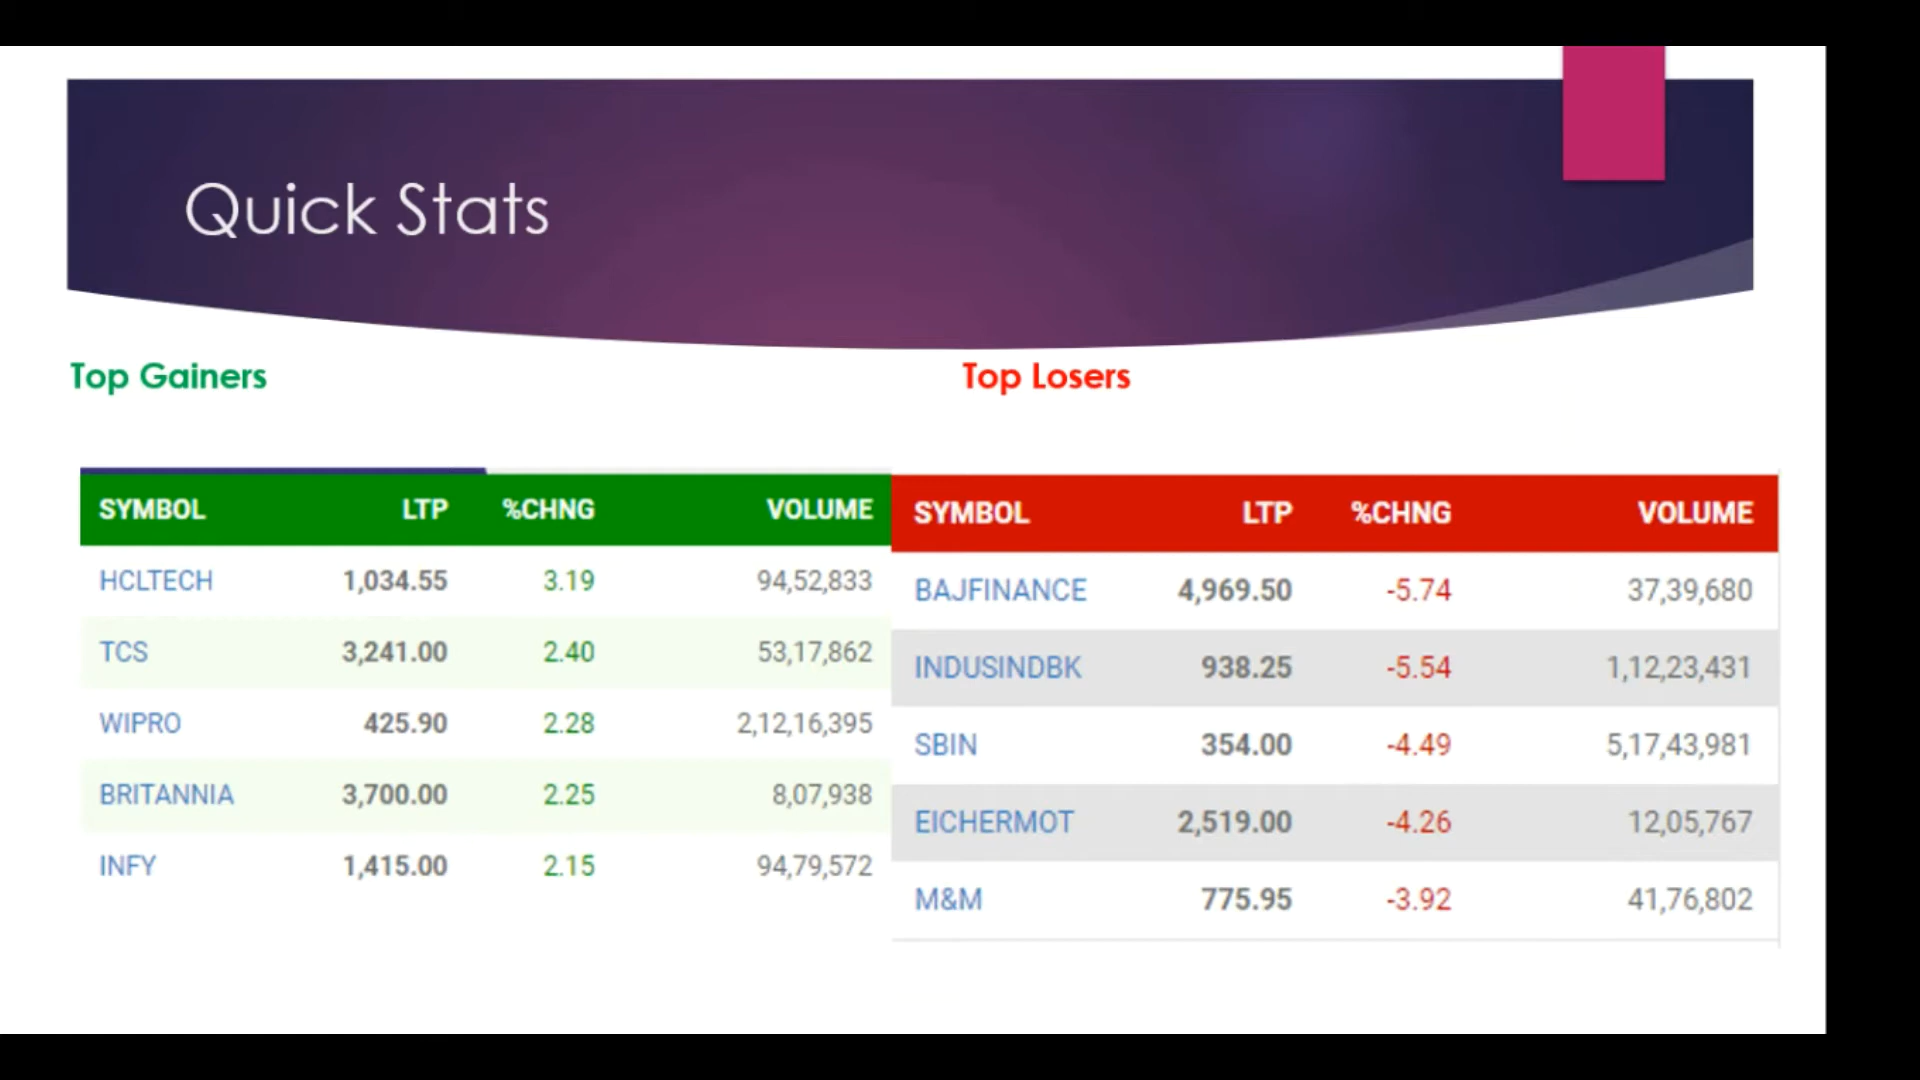 Quick Stats
Top Gainers
SYMBOL LTP %CHNG VOLUME
HCLTECH 1,034.55 3.19 94,52,833
TCS 3,241.00 2.40 53,17,862
WIPRO 425.90 2.28 2,12,16,395
BRITANNIA 3,700.00 2.25 8,07,938
INFY 1,415.00 2.15 94,79,572
Top Losers
SYMBOL LTP %CHNG VOLUME
BAJFINANCE 4,969.50 -5.74 37,39,680
INDUSINDBK 938.25 -5.54 1,12,23,431
SBIN 354.00 -4.49 5,17,43,981
EICHERMOT 2,519.00 -4.26 12,05,767
M&M 775.95 -3.92 41,76,802